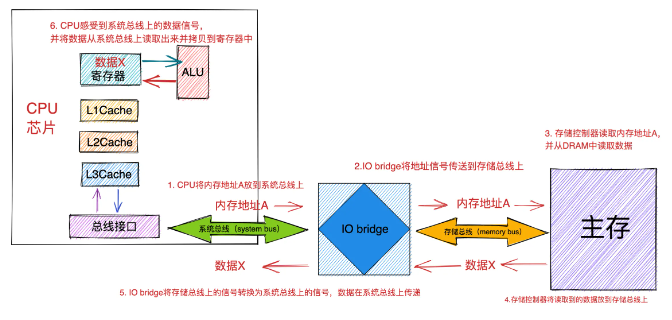 6. CPU感受到系统总线上的数据信号，
并将数据从系统总线上读取出来并拷贝到寄存器中
数据X
寄存器
ALU
CPU
芯片
L1Cache
L2Cache
L3Cache
总线接口
1. CPU将内存地址A放到系统总线上
内存地址A
系统总线（system bus）
数据X
2.IO bridge将地址信号传送到存储总线上
IO bridge
内存地址A
存储总线（memory bus）
数据X
3. 存储控制器读取内存地址A，
并从DRAM中读取数据
主存
4.存储控制器将读取到的数据放到存储总线上
5. IO bridge将存储总线上的信号转换为系统总线上的信号，数据在系统总线上传递